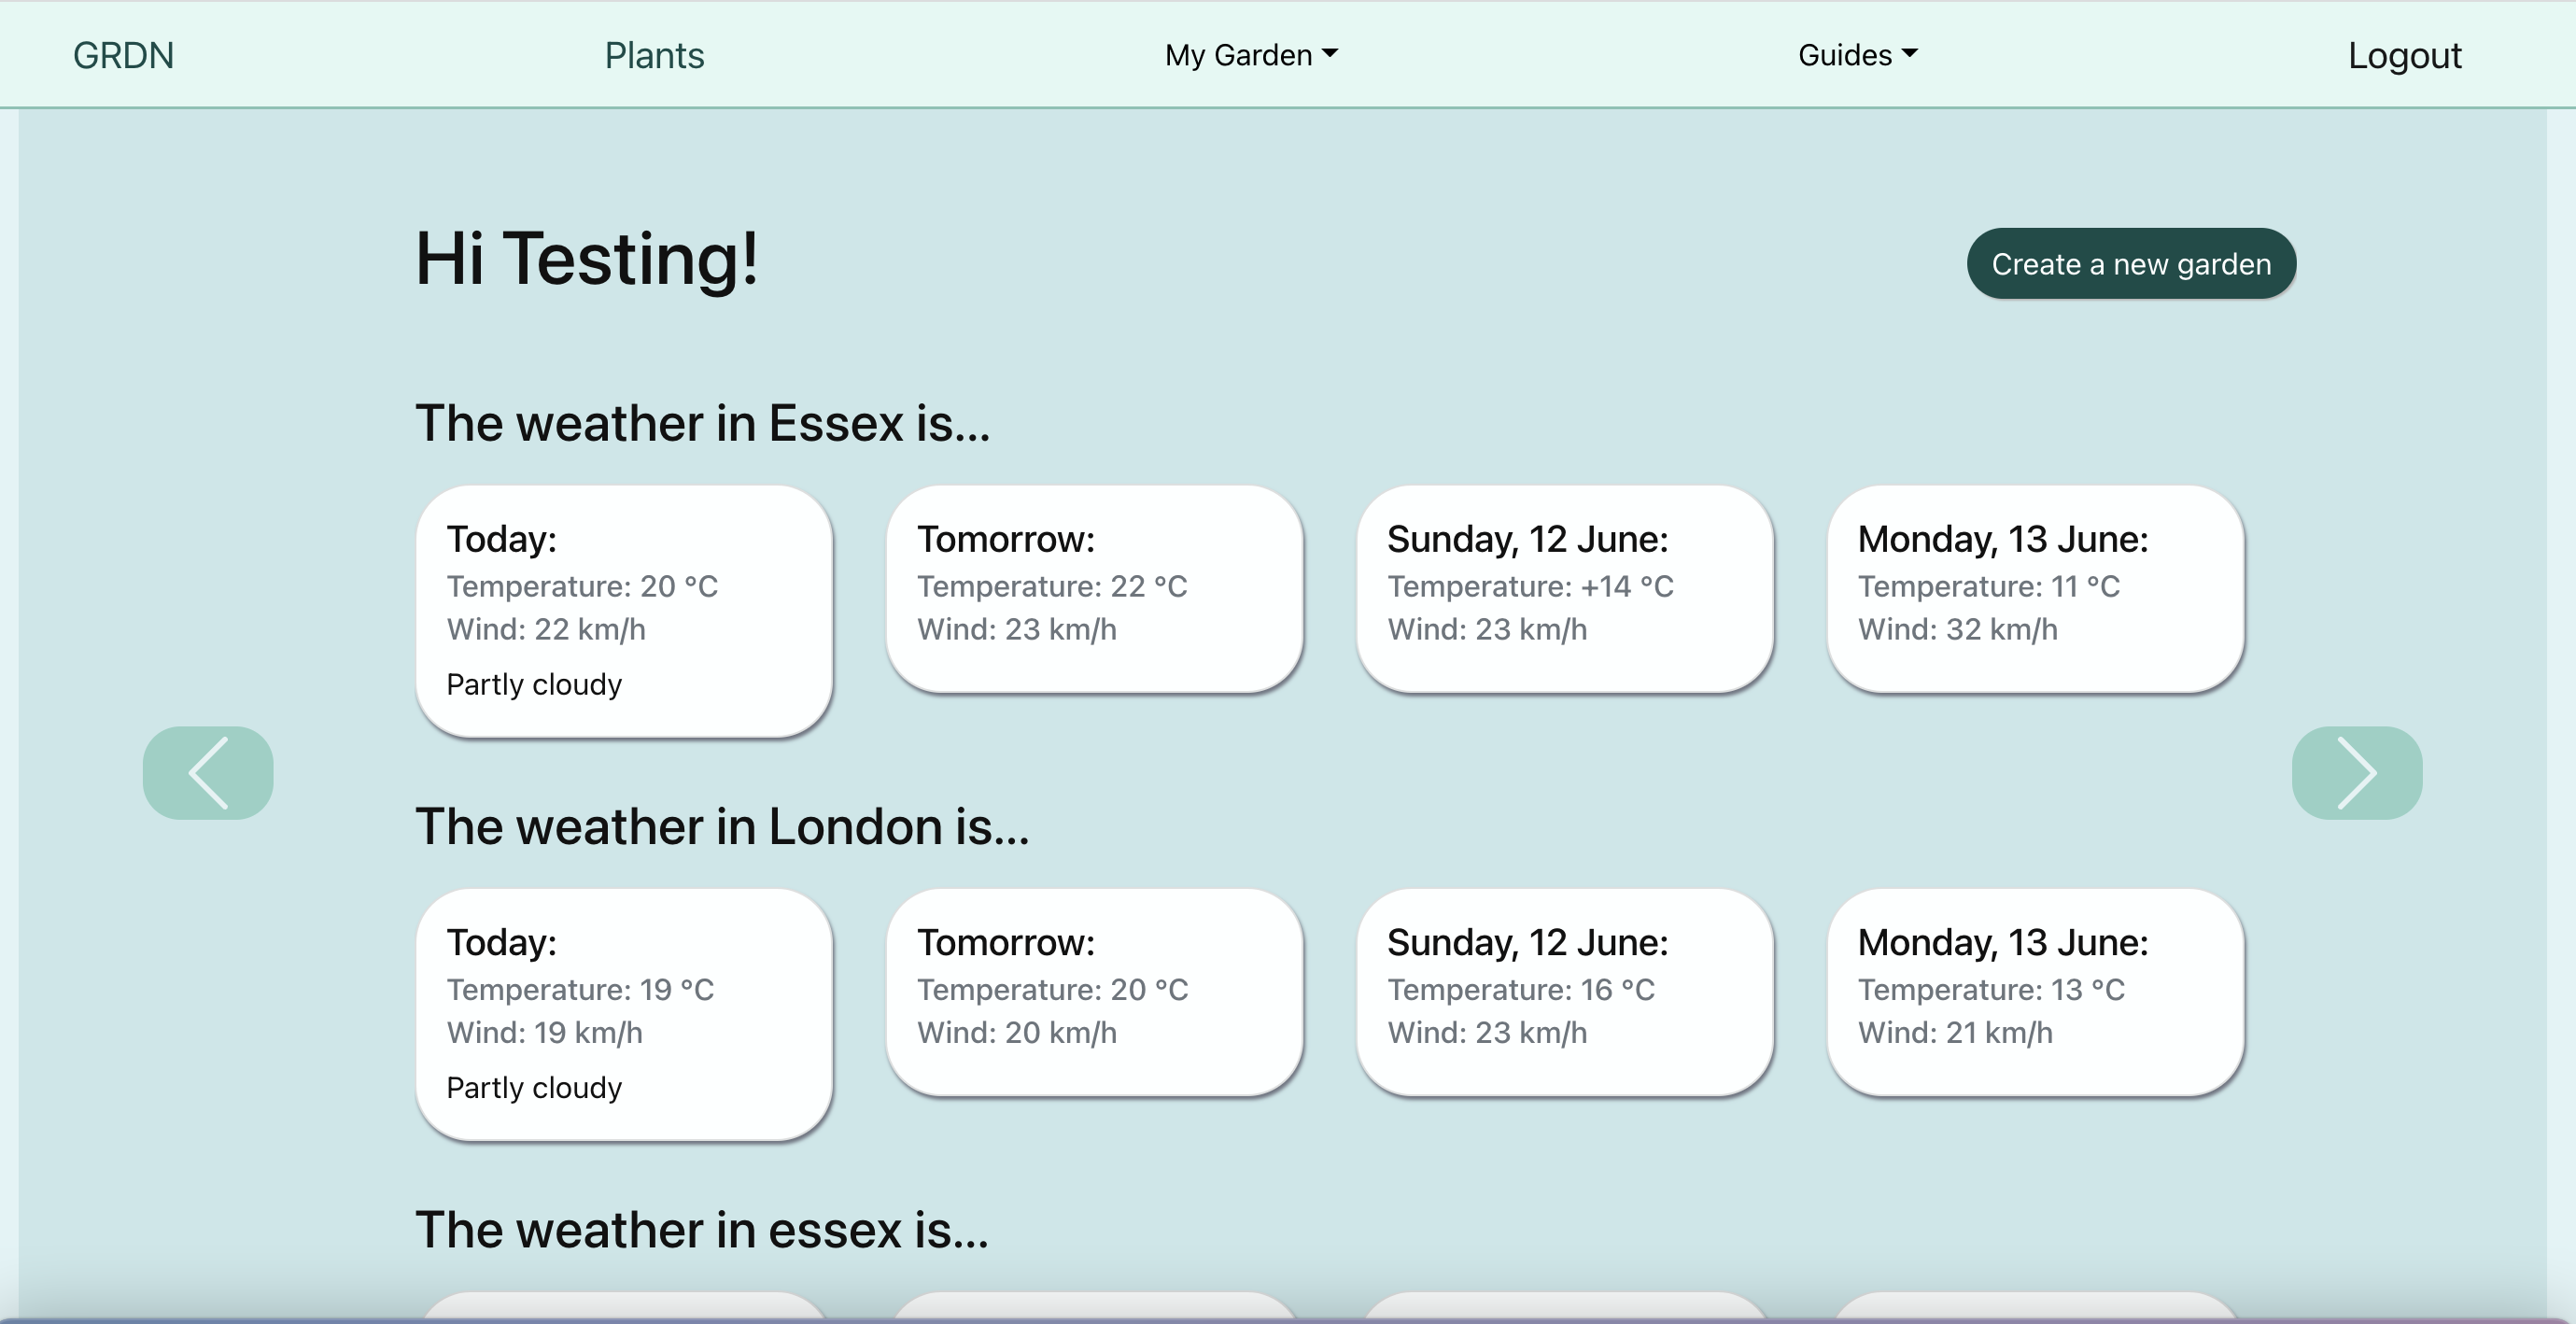 GRDN Plants My Garden Guides Logout
Hi Testing!
Create a new garden
The weather in Essex is...
Today:
Temperature: 20 °C
Wind: 22 km/h
Partly cloudy
Tomorrow:
Temperature: 22 °C
Wind: 23 km/h
Sunday, 12 June:
Temperature: +14 °C
Wind: 23 km/h
Monday, 13 June:
Temperature: 11 °C
Wind: 32 km/h
The weather in London is...
Today:
Temperature: 19 °C
Wind: 19 km/h
Partly cloudy
Tomorrow:
Temperature: 20 °C
Wind: 20 km/h
Sunday, 12 June:
Temperature: 16 °C
Wind: 23 km/h
Monday, 13 June:
Temperature: 13 °C
Wind: 21 km/h
The weather in essex is...